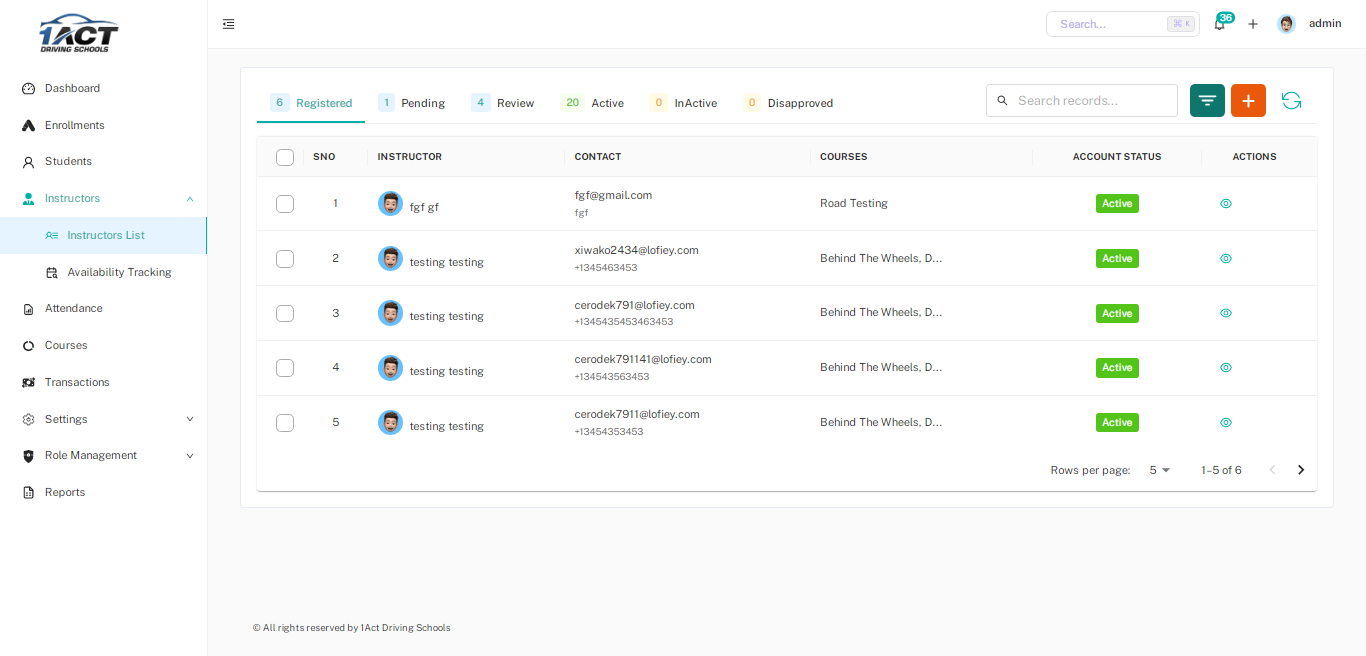 1ACT
DRIVING SCHOOLS
Search...
⌘ K
36
admin
Dashboard
Enrollments
Students
Instructors
Instructors List
Availability Tracking
Attendance
Courses
Transactions
Settings
Role Management
Reports
6 Registered 1 Pending 4 Review 20 Active 0 InActive 0 Disapproved
Search records...
SNO INSTRUCTOR CONTACT COURSES ACCOUNT STATUS ACTIONS
1 fgf gf fgf@gmail.com Road Testing Active
fgf
2 testing testing xiwako2434@lofiey.com Behind The Wheels, D... Active
+1345463453
3 testing testing cerodek791@lofiey.com Behind The Wheels, D... Active
+1345435453463453
4 testing testing cerodek791141@lofiey.com Behind The Wheels, D... Active
+134543563453
5 testing testing cerodek7911@lofiey.com Behind The Wheels, D... Active
+13454353453
Rows per page: 5 1–5 of 6
© All rights reserved by 1Act Driving Schools